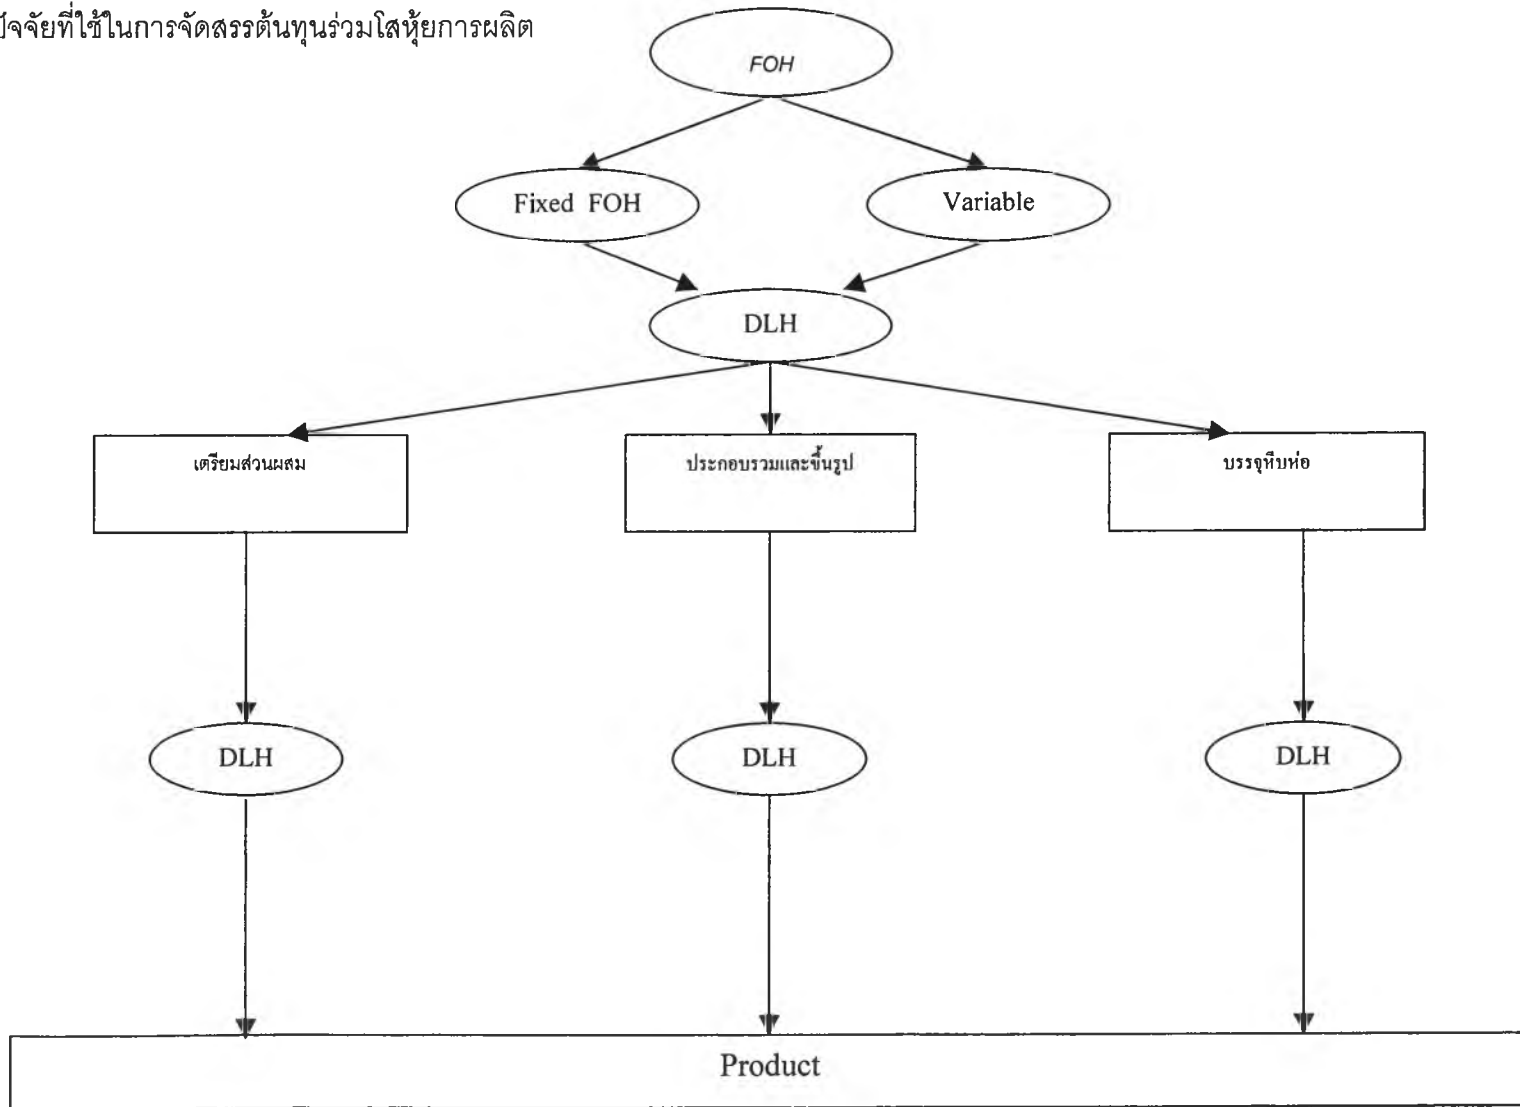 ปัจจัยที่ใช้ในการจัดสรรต้นทุนร่วมโสหุ้ยการผลิต
FOH
Fixed FOH
Variable
DLH
เตรียมส่วนผสม
ประกอบรวมและขึ้นรูป
บรรจุหีบห่อ
DLH
DLH
DLH
Product